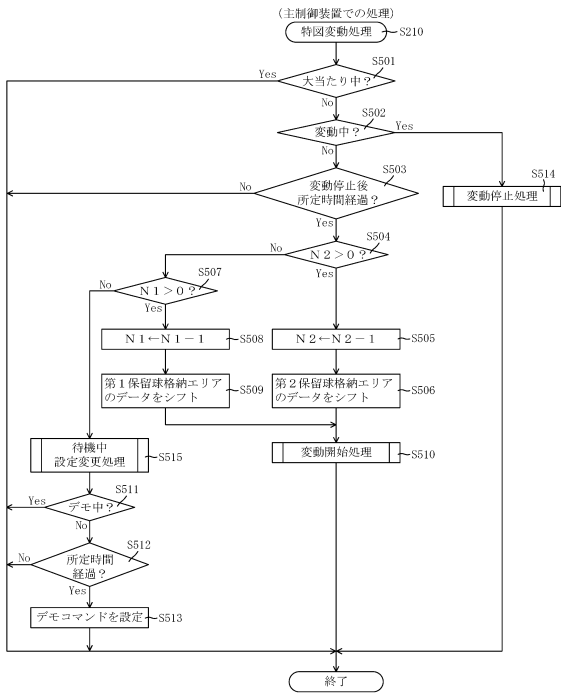 (主制御装置での処理)
特図変動処理
S210
S501
大当たり中？
Yes
No
S502
変動中？
Yes
No
S503
変動停止後
所定時間経過？
No
Yes
S514
変動停止処理
S504
Ｎ２＞０？
No
Yes
S507
Ｎ１＞０？
No
Yes
Ｎ１←Ｎ１－１
S508
Ｎ２←Ｎ２－１
S505
第１保留球格納エリア
のデータをシフト
S509
第２保留球格納エリア
のデータをシフト
S506
待機中
設定変更処理
S515
変動開始処理
S510
S511
デモ中？
Yes
No
S512
所定時間
経過？
No
Yes
デモコマンドを設定
S513
終了